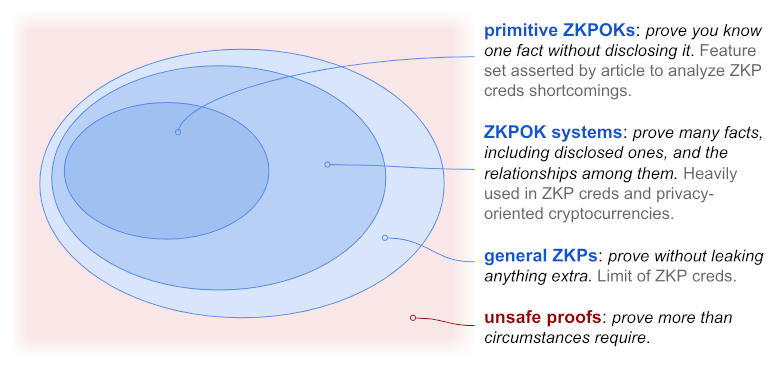 primitive ZKPOKs: prove you know
one fact without disclosing it. Feature
set asserted by article to analyze ZKP
creds shortcomings.
ZKPOK systems: prove many facts,
including disclosed ones, and the
relationships among them. Heavily
used in ZKP creds and privacy-
oriented cryptocurrencies.
general ZKPs: prove without leaking
anything extra. Limit of ZKP creds.
unsafe proofs: prove more than
circumstances require.